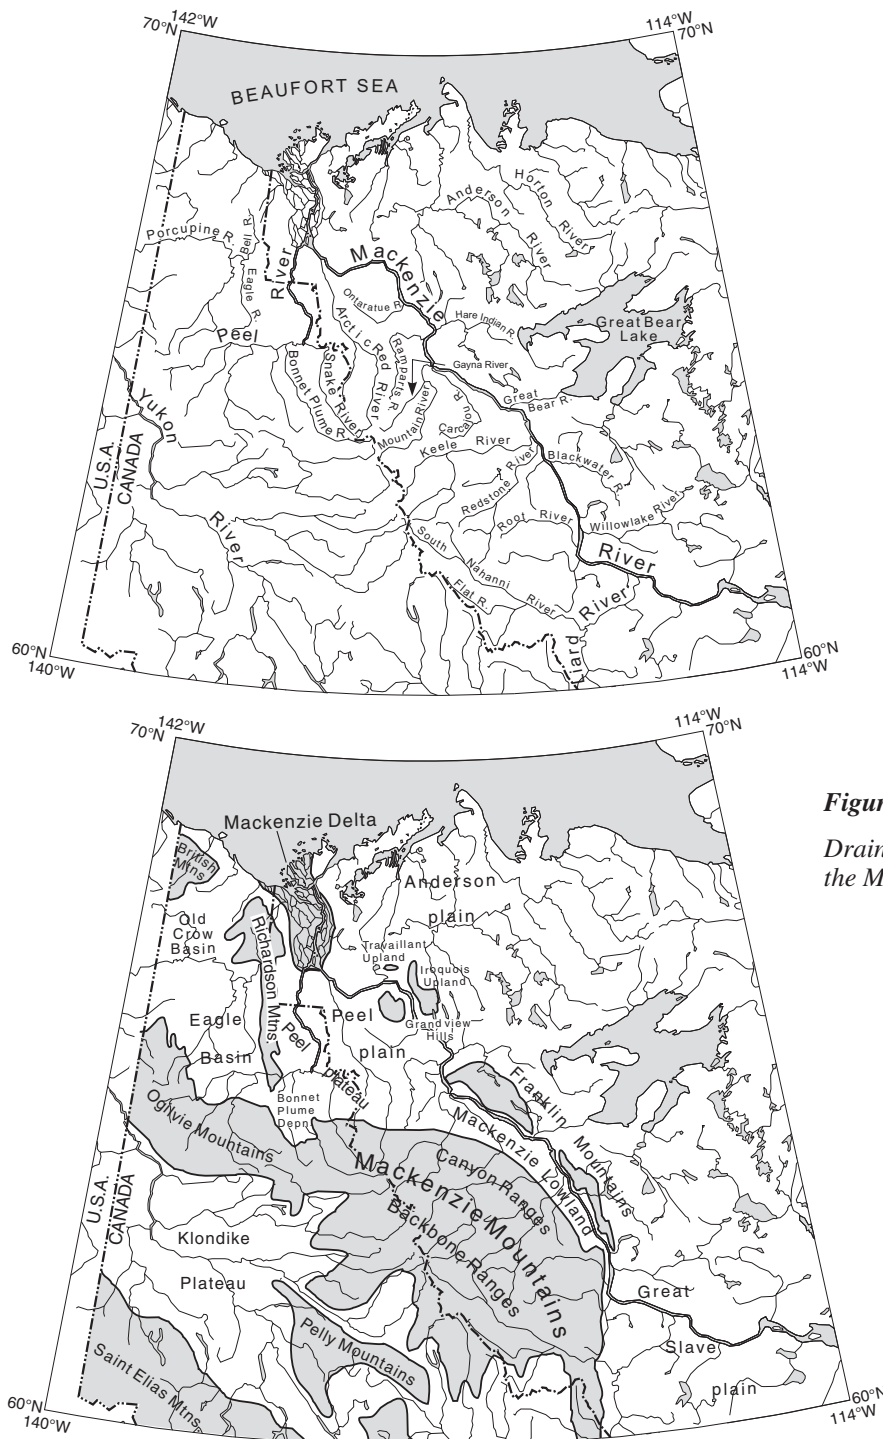 142°W
70°N
114°W
70°N
BEAUFORT SEA
Horton River
Anderson River
Porcupine R.
Bell R.
Eagle R.
Mackenzie
River
Peel
Ontaratue R.
Arctic Red River
Hare Indian R.
Great Bear
Lake
Ramparts R.
Gayna River
Snake River
Bonnet Plume R.
Mountain River
Carcajou R.
Great
Bear R.
Yukon
Keele River
Redstone River
Blackwater R.
U.S.A.
CANADA
River
Root River
Willowlake River
River
South Nahanni River
Flat R.
Liard River
60°N
140°W
60°N
114°W
142°W
70°N
114°W
70°N
Mackenzie Delta
British
Mtns
Anderson
plain
Old
Crow
Basin
Richardson Mtns.
Travaillant
Upland
Iroquois
Upland
Eagle
Basin
Peel
plateau
Peel
plain
Grandview
Hills
Bonnet
Plume
Depn
Franklin Mountains
Ogilvie Mountains
Mackenzie Lowland
Mackenzie Mountains
Canyon Ranges
Backbone Ranges
U.S.A.
CANADA
Klondike
Plateau
Great
Slave
plain
Pelly Mountains
Saint Elias Mtns
60°N
140°W
60°N
114°W
Figur
Drain
the M